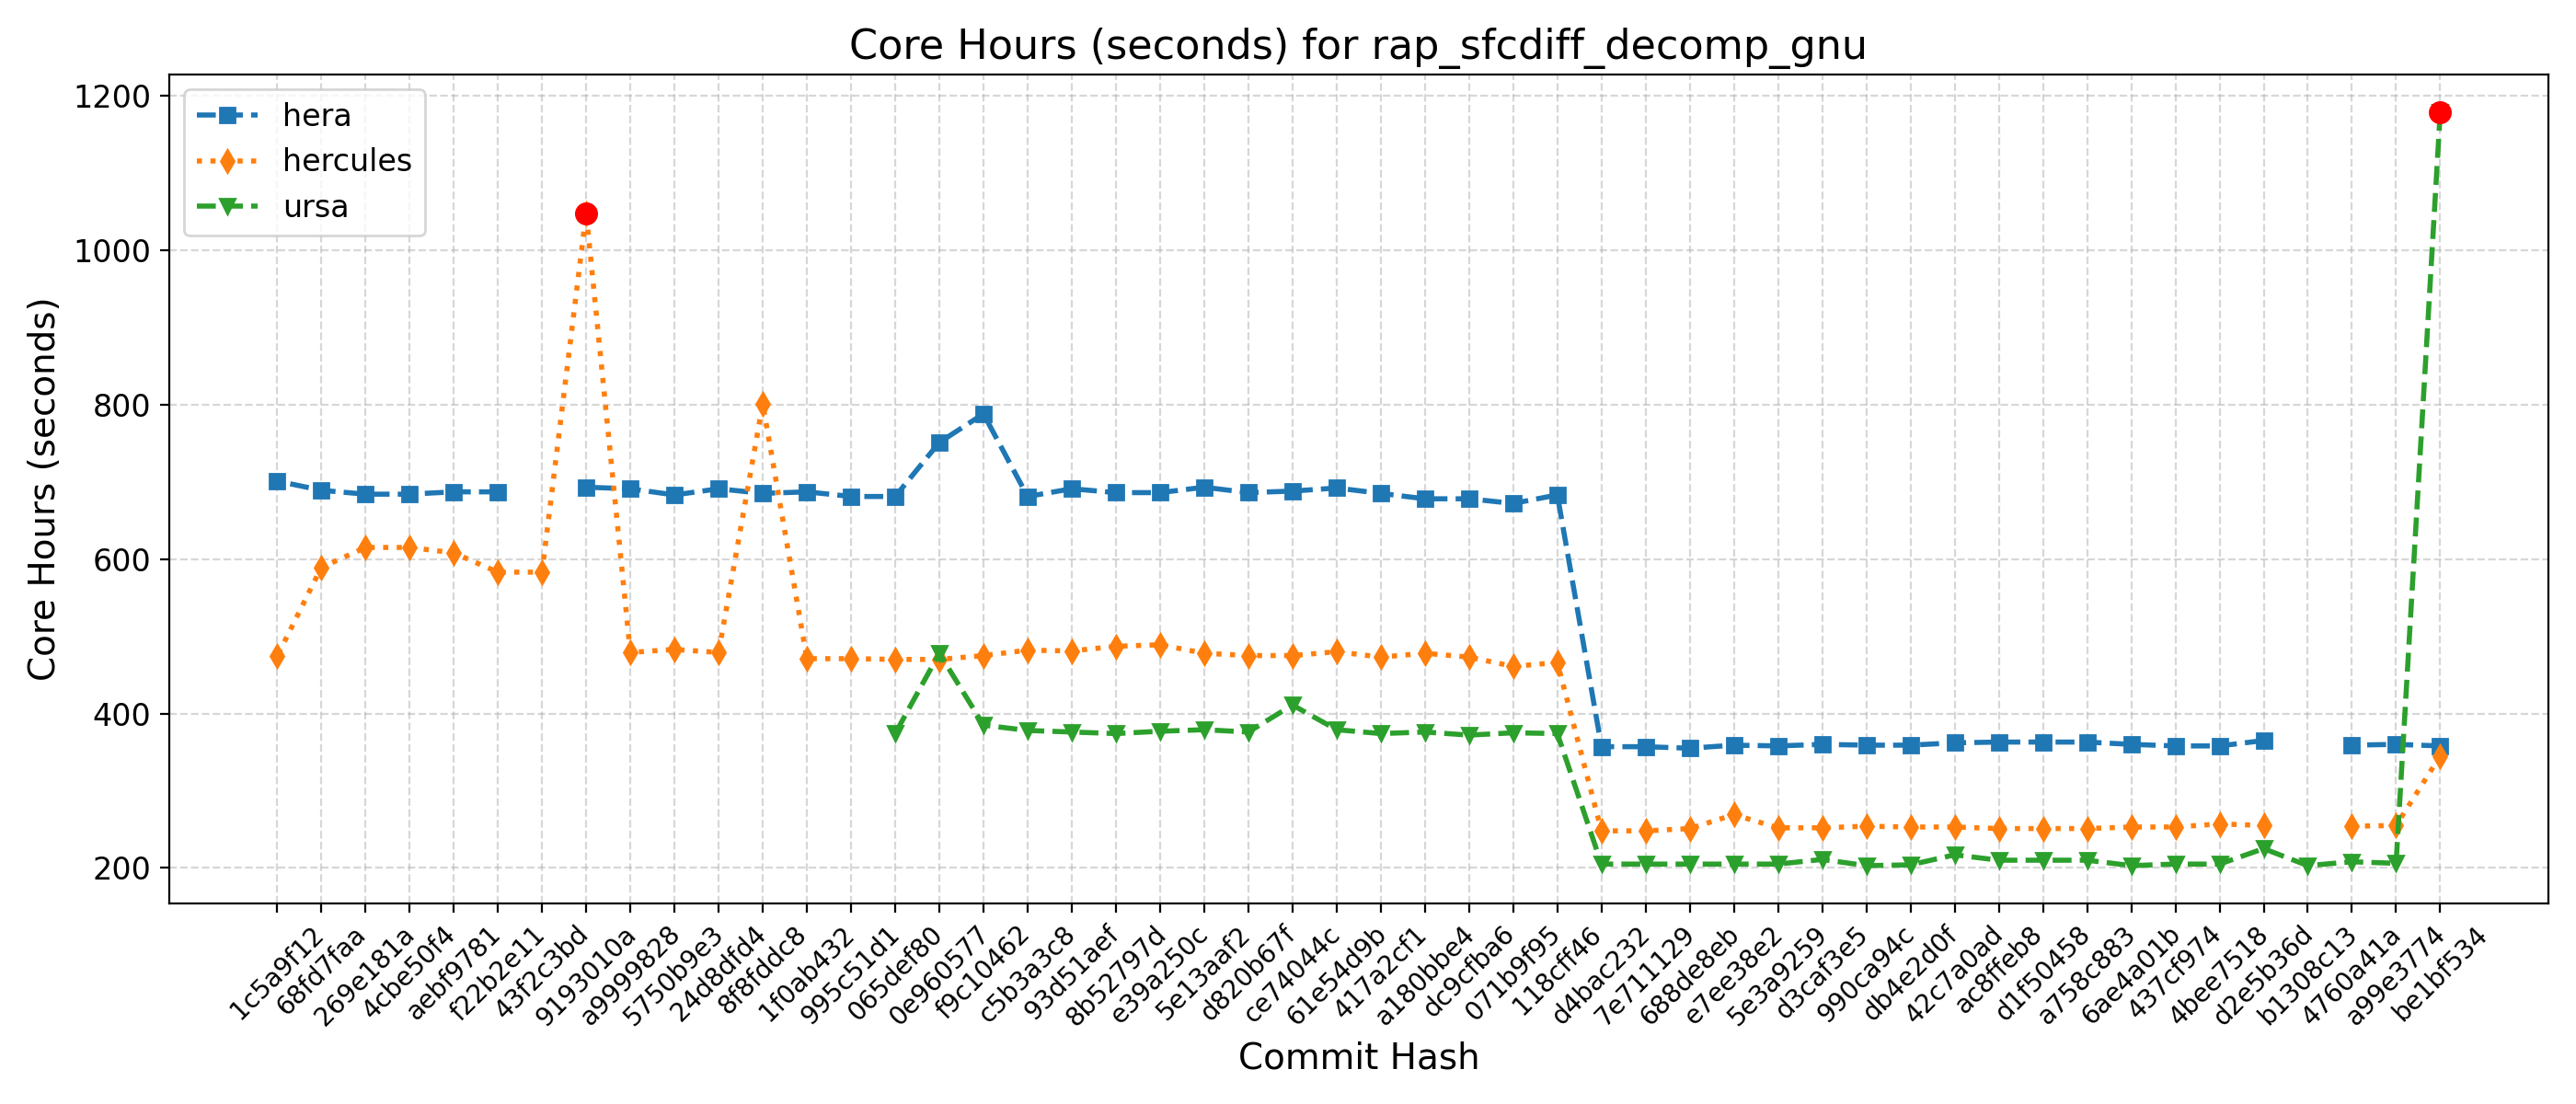 Core Hours (seconds) for rap_sfcdiff_decomp_gnu
hera
hercules
ursa
1200
1000
800
600
400
200
Core Hours (seconds)
1c5a9f12
68fd7faa
269e181a
4cbe50f4
aebf9781
f22b2e11
43f2c3bd
9193010a
a9999828
5750b9e3
24d8dfd4
8f8fddc8
1f0ab432
995c51d1
065def80
0e960577
f9c10462
c5b3a3c8
93d51aef
8b52797d
e39a250c
5e13aaf2
d820b67f
ce74044c
61e54d9b
417a2cf1
a180bbe4
dc9cfba6
071b9f95
118cff46
d4bac232
7e711129
688de8eb
e7ee38e2
5e3a9259
d3caf3e5
990ca94c
db4e2d0f
42c7a0ad
ac8ffeb8
d1f50458
a758c883
6ae4a01b
437cf974
4bee7518
d2e5b36d
b1308c13
4760a41a
a99e3774
be1bf534
Commit Hash